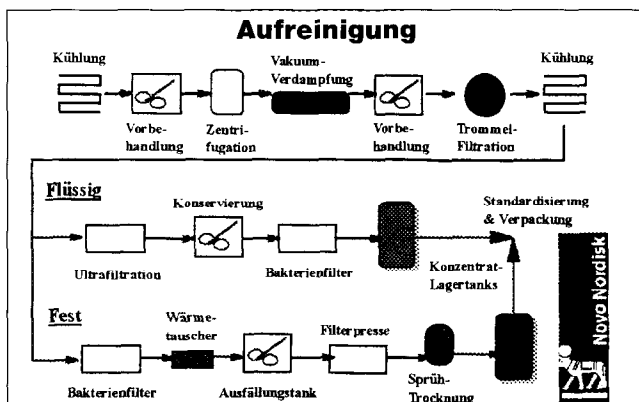 Aufreinigung
Kühlung
Vakuum-
Verdampfung
Kühlung
Vorbe-
handlung
Zentri-
fugation
Vorbe-
handlung
Trommel-
Filtration
Flüssig
Konservierung
Standardisierung
& Verpackung
Ultrafiltration
Bakterienfilter
Konzentrat-
Lagertanks
Fest
Wärme-
tauscher
Filterpresse
Bakterienfilter
Ausfällungstank
Sprüh-
Trocknung
Novo Nordisk